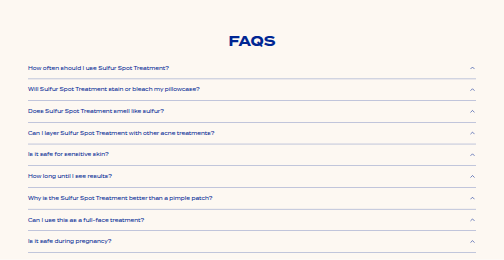 FAQS
How often should I use Sulfur Spot Treatment?
Will Sulfur Spot Treatment stain or bleach my pillowcase?
Does Sulfur Spot Treatment smell like sulfur?
Can I layer Sulfur Spot Treatment with other acne treatments?
Is it safe for sensitive skin?
How long until I see results?
Why is the Sulfur Spot Treatment better than a pimple patch?
Can I use this as a full-face treatment?
Is it safe during pregnancy?